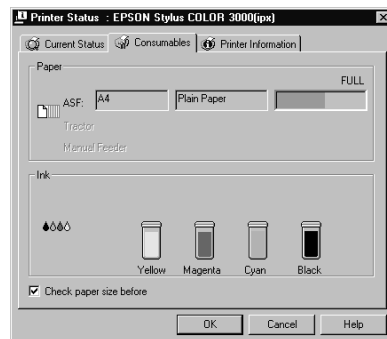 Printer Status : EPSON Stylus COLOR 3000(ipx)
Current Status Consumables Printer Information
Paper
FULL
ASF: A4 Plain Paper
Tractor
Manual Feeder
Ink
Yellow Magenta Cyan Black
Check paper size before
OK Cancel Help